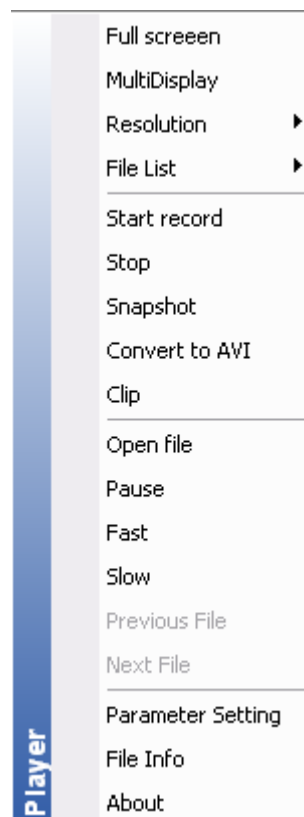 Full screeen
MultiDisplay
Resolution
File List
Start record
Stop
Snapshot
Convert to AVI
Clip
Open file
Pause
Fast
Slow
Previous File
Next File
Parameter Setting
File Info
About
Player